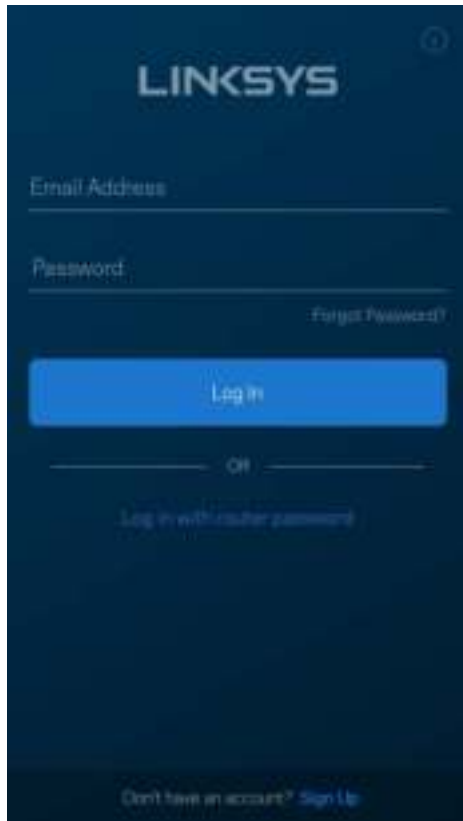 LINKSYS
Email Address
Password
Forgot Password?
Log In
OR
Log in with router password
Don't have an account? Sign Up